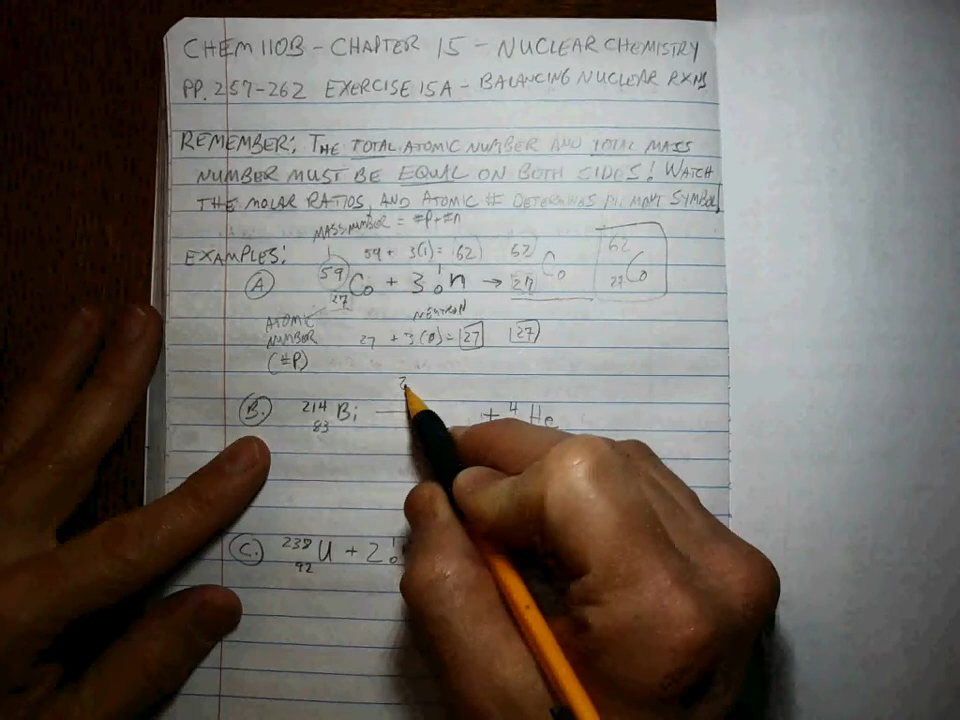 CHEM 110B - CHAPTER 15 - NUCLEAR CHEMISTRY
PP. 257-262 EXERCISE 15A - BALANCING NUCLEAR RXNS
REMEMBER: THE TOTAL ATOMIC NUMBER AND TOTAL MASS
NUMBER MUST BE EQUAL ON BOTH SIDES! WATCH
THE MOLAR RATIOS, AND ATOMIC # SYMBOL
MASS NUMBER = #P + #n
EXAMPLES: 59 + 3(1) = 62 62 62
A 59 Co + 3 1 n → Co Co
27 0 27 27
ATOMIC NEUTRON
NUMBER 27 + 3(0) = 27 27
(#P)
B. 214 Bi + 4 He
83
C. 238 U + 2 1
92 0